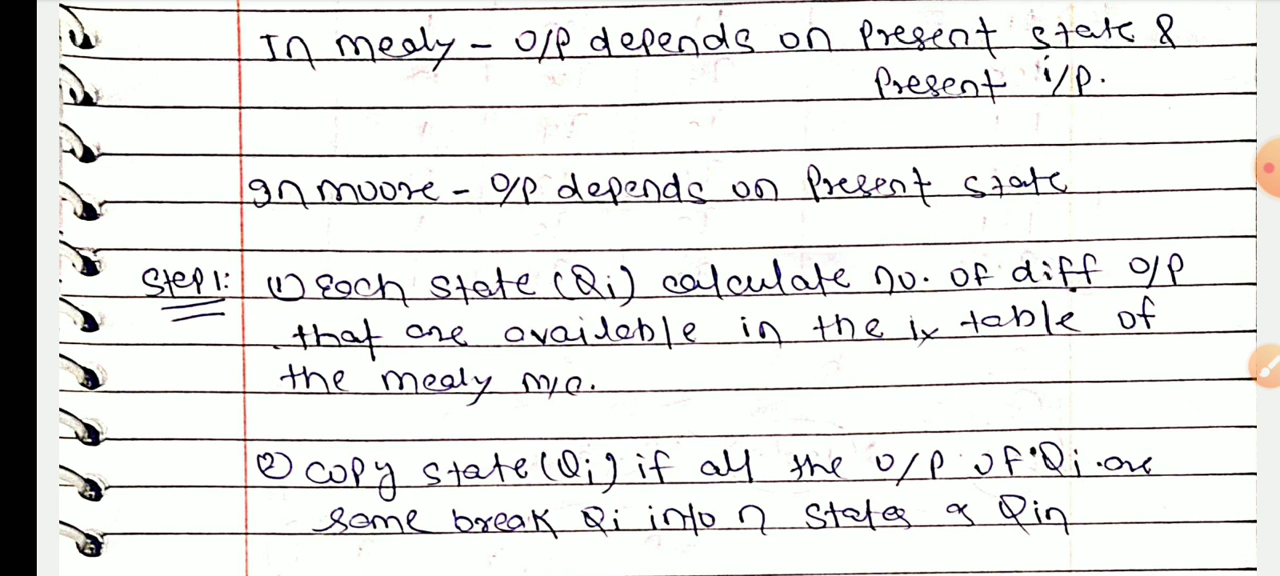 In mealy - O/P depends on Present state &
Present i/p.
In moore - O/P depends on Present state
Step1: (1) Each state (Qi) calculate no. of diff O/P
that are available in the tx table of
the mealy m/c.
(2) copy state (Qi) if all the O/P of Qi are
same break Qi into n states as Qin